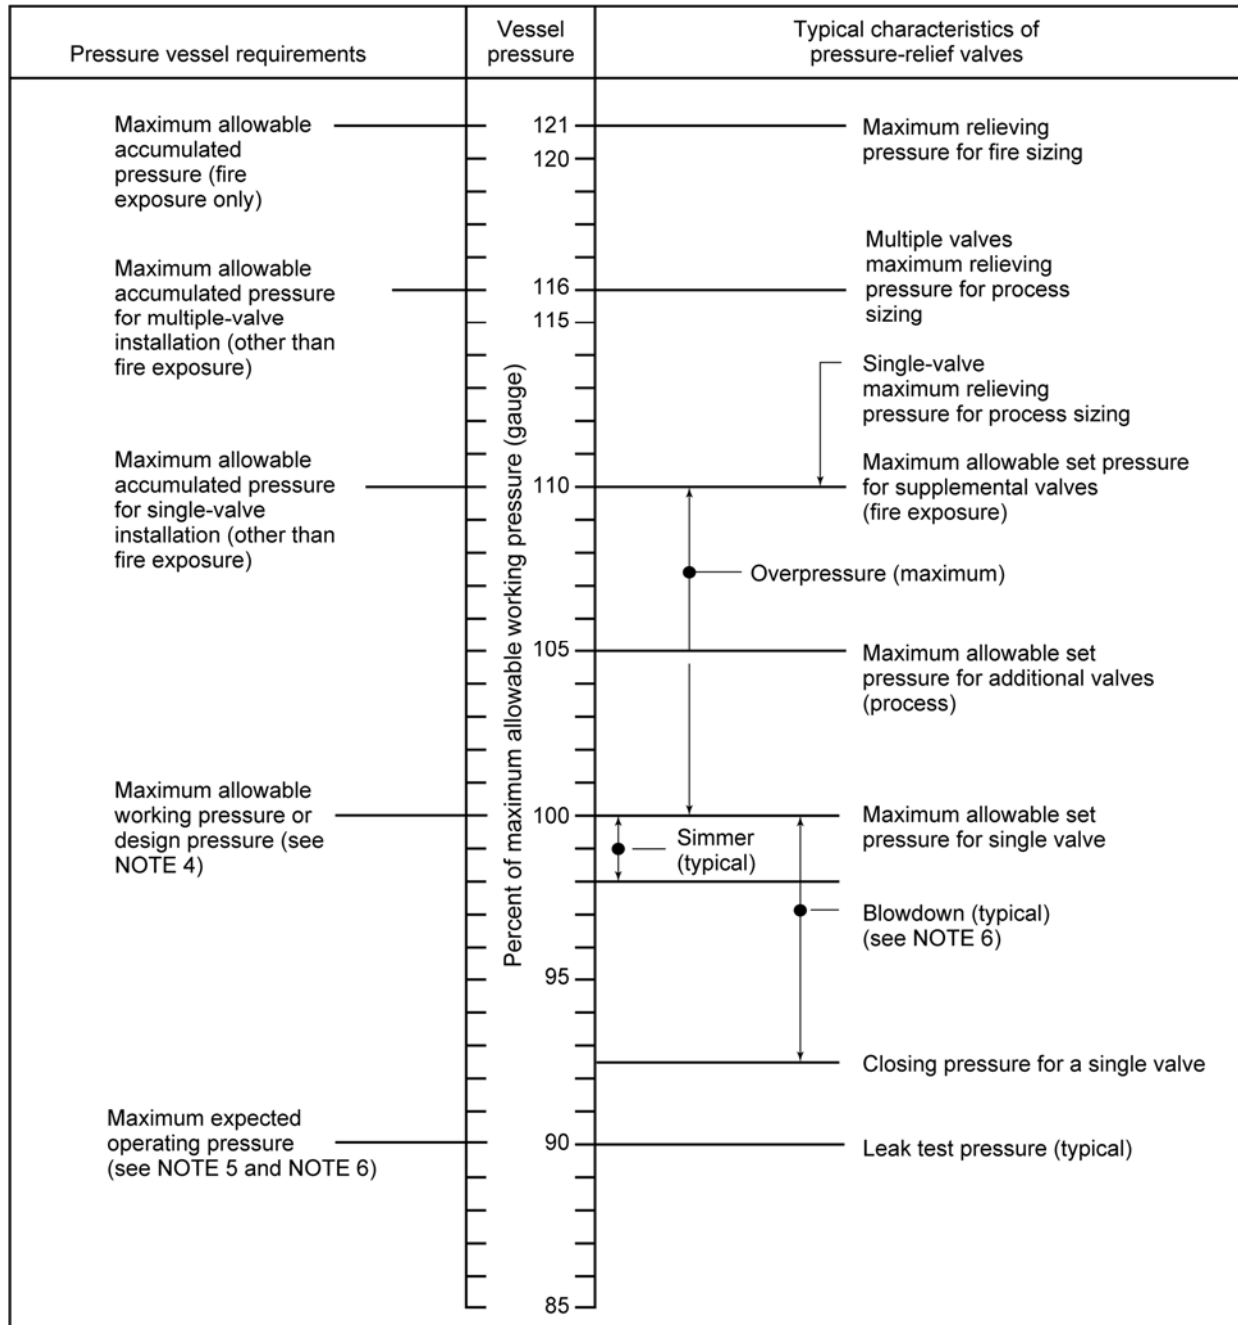 Pressure vessel requirements
Vessel
pressure
Typical characteristics of
pressure-relief valves
Maximum allowable
accumulated
pressure (fire
exposure only)
Maximum allowable
accumulated pressure
for multiple-valve
installation (other than
fire exposure)
Maximum allowable
accumulated pressure
for single-valve
installation (other than
fire exposure)
Maximum allowable
working pressure or
design pressure (see
NOTE 4)
Maximum expected
operating pressure
(see NOTE 5 and NOTE 6)
Percent of maximum allowable working pressure (gauge)
121
120
116
115
110
105
100
95
90
85
Maximum relieving
pressure for fire sizing
Multiple valves
maximum relieving
pressure for process
sizing
Single-valve
maximum relieving
pressure for process sizing
Maximum allowable set pressure
for supplemental valves
(fire exposure)
Overpressure (maximum)
Maximum allowable set
pressure for additional valves
(process)
Maximum allowable set
pressure for single valve
Simmer
(typical)
Blowdown (typical)
(see NOTE 6)
Closing pressure for a single valve
Leak test pressure (typical)